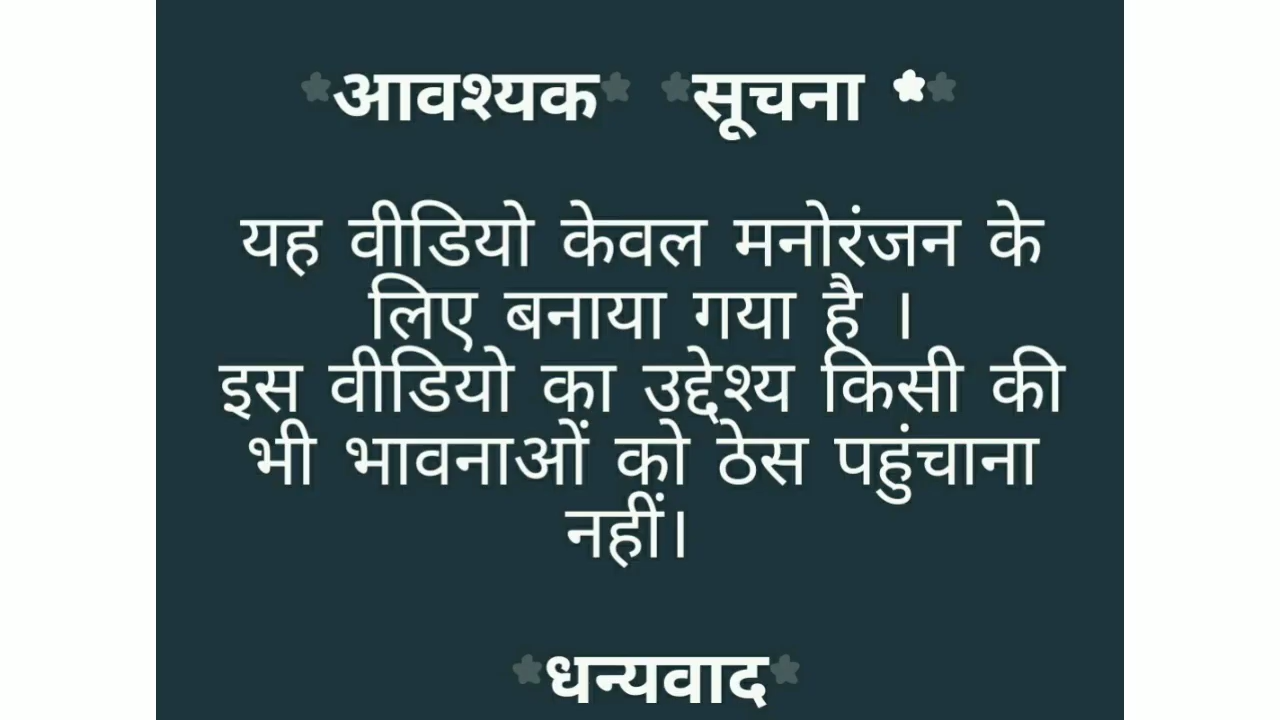 *आवश्यक* *सूचना **
यह वीडियो केवल मनोरंजन के
लिए बनाया गया है ।
इस वीडियो का उद्देश्य किसी की
भी भावनाओं को ठेस पहुंचाना
नहीं।
*धन्यवाद*